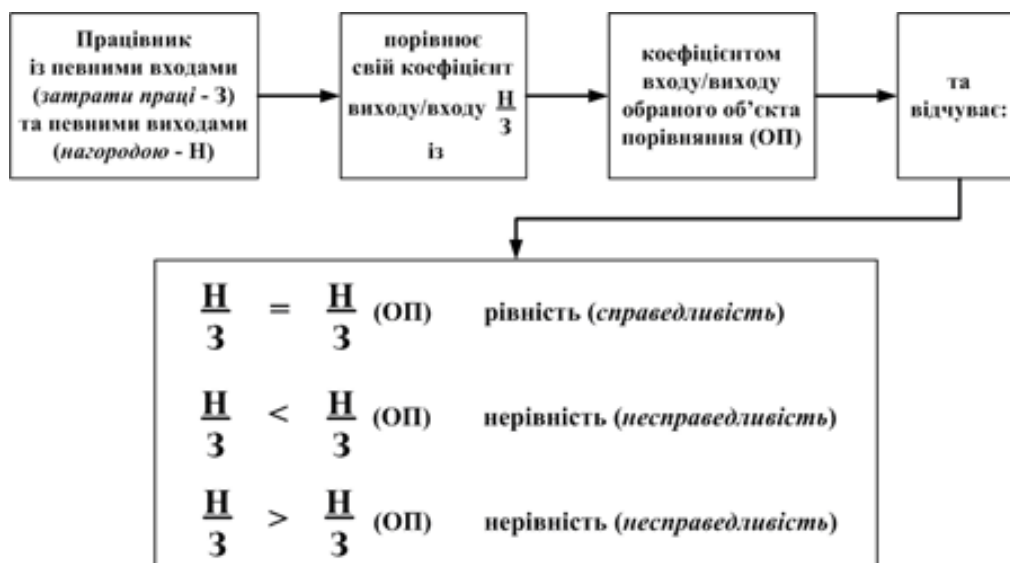 Працівник
із певними входами
(затрати праці - З)
та певними виходами
(нагородою - Н)
порівнює
свій коефіцієнт
виходу/входу Н/З
із
коефіцієнтом
входу/виходу
обраного об’єкта
порівняння (ОП)
та
відчуває:
Н/З = Н/З (ОП) рівність (справедливість)
Н/З < Н/З (ОП) нерівність (несправедливість)
Н/З > Н/З (ОП) нерівність (несправедливість)